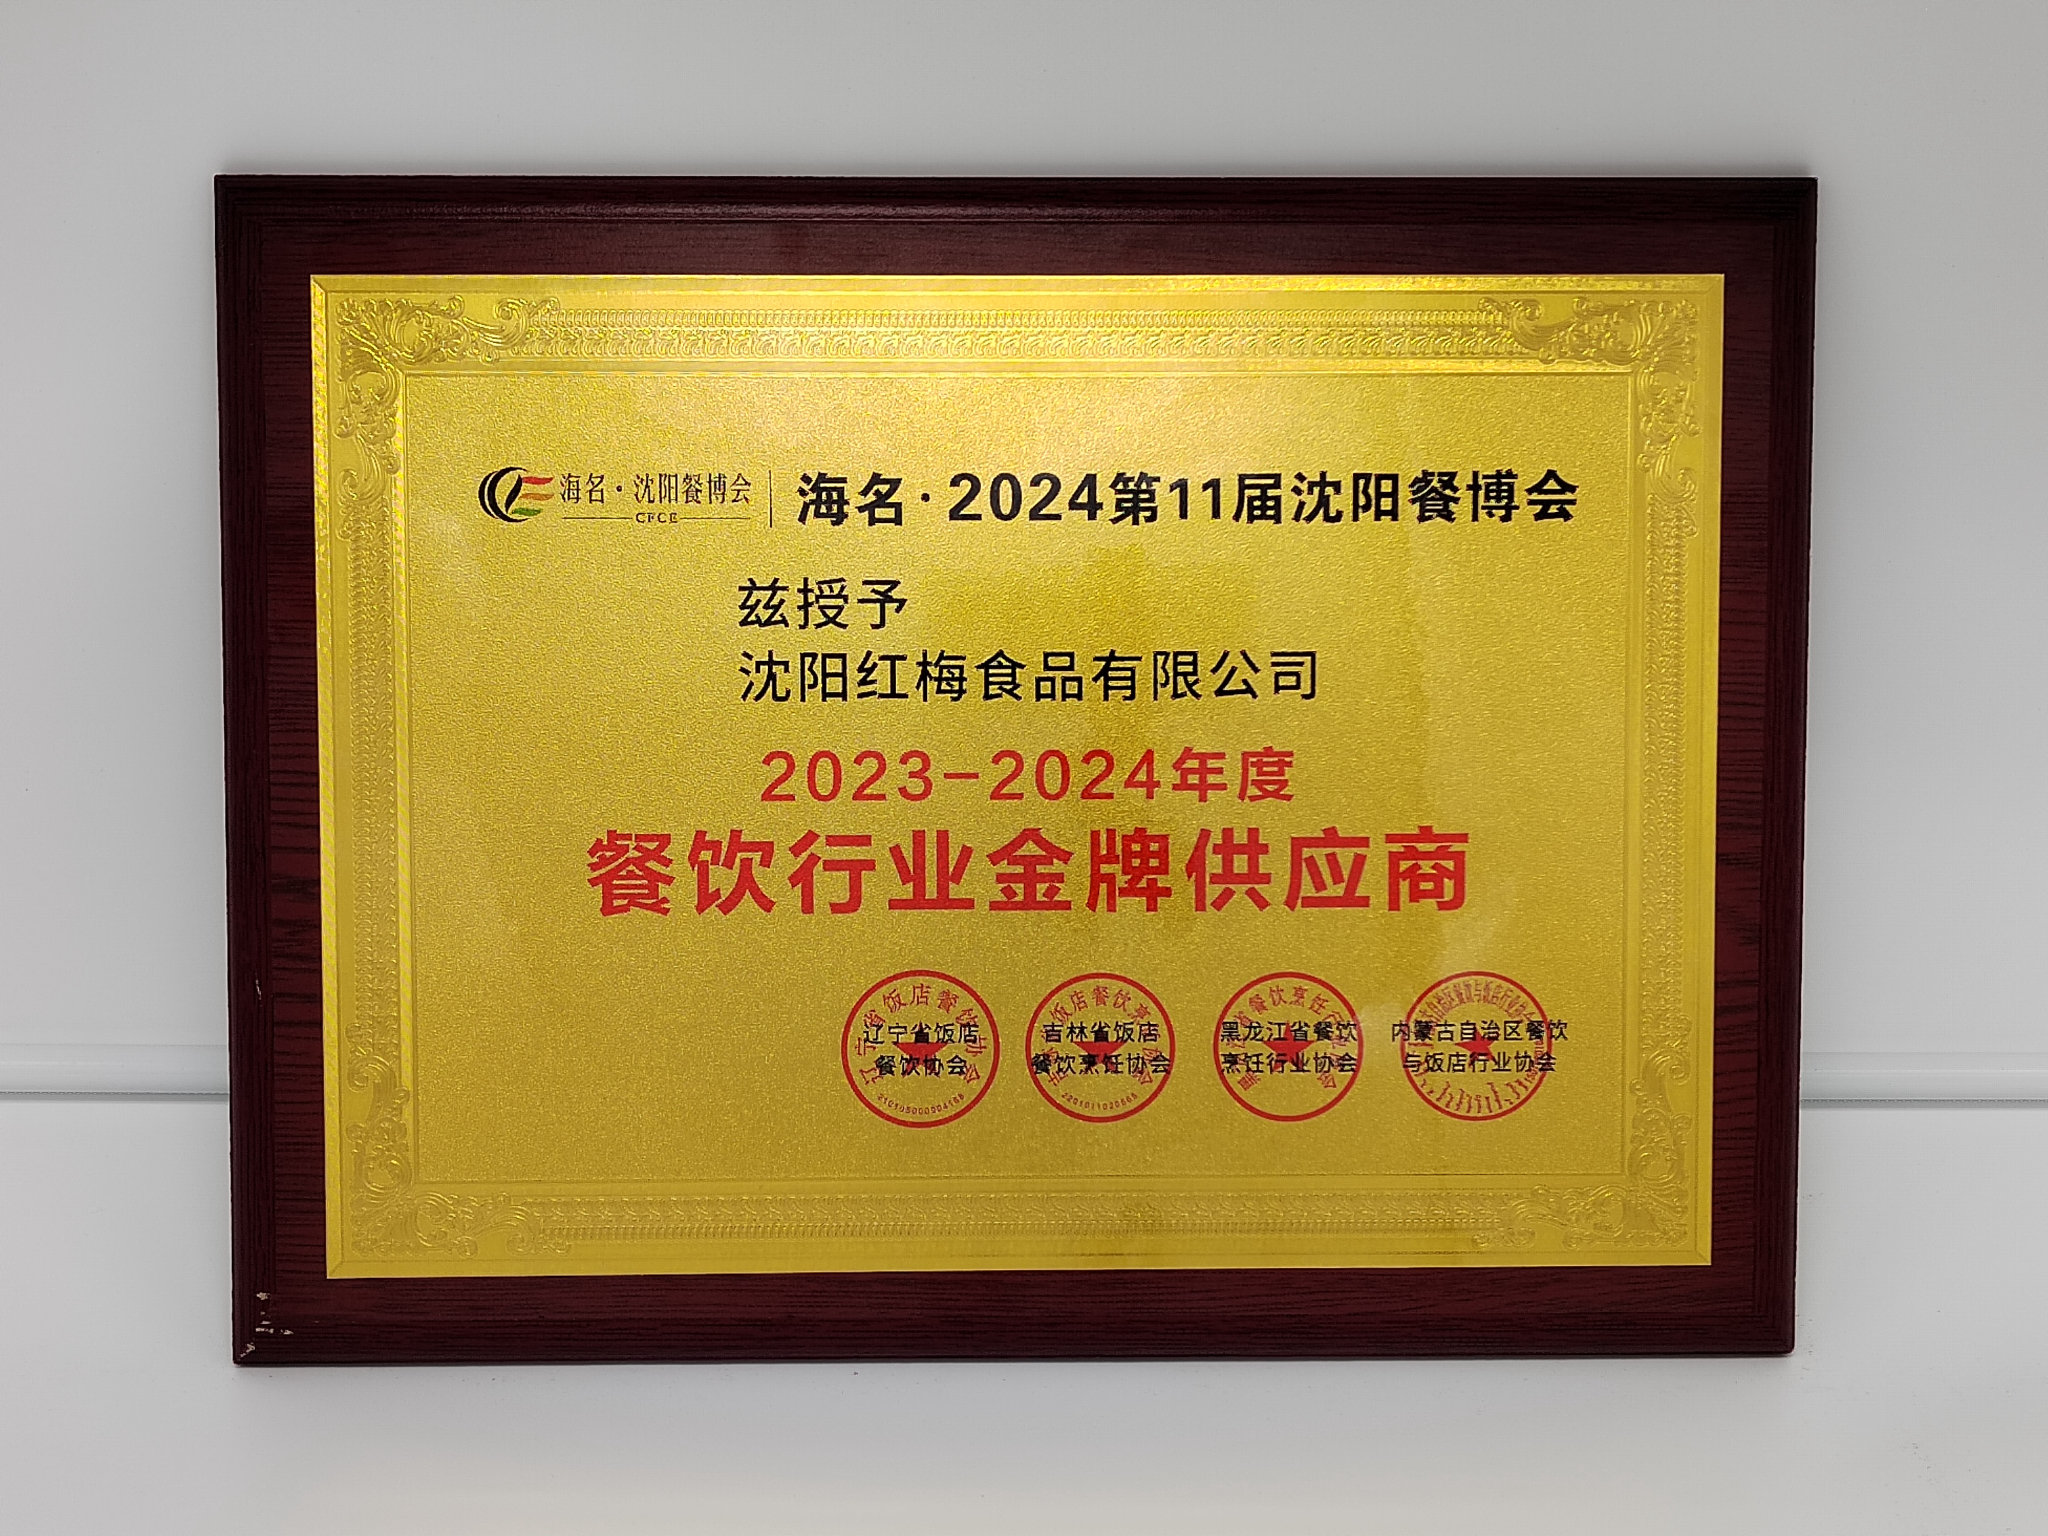 海名·沈阳餐博会
CFCE
海名·2024第11届沈阳餐博会
兹授予
沈阳红梅食品有限公司
2023-2024年度
餐饮行业金牌供应商
辽宁省饭店
餐饮协会
吉林省饭店
餐饮烹饪协会
黑龙江省餐饮
烹饪行业协会
内蒙古自治区餐饮
与饭店行业协会